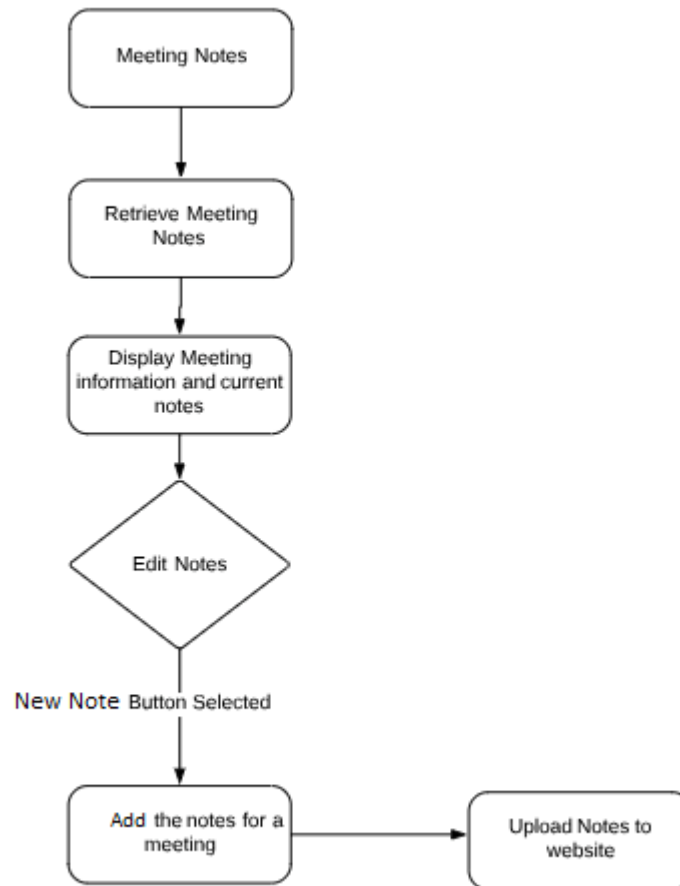 Meeting Notes
Retrieve Meeting
Notes
Display Meeting
information and current
notes
Edit Notes
New Note Button Selected
Add the notes for a
meeting
Upload Notes to
website